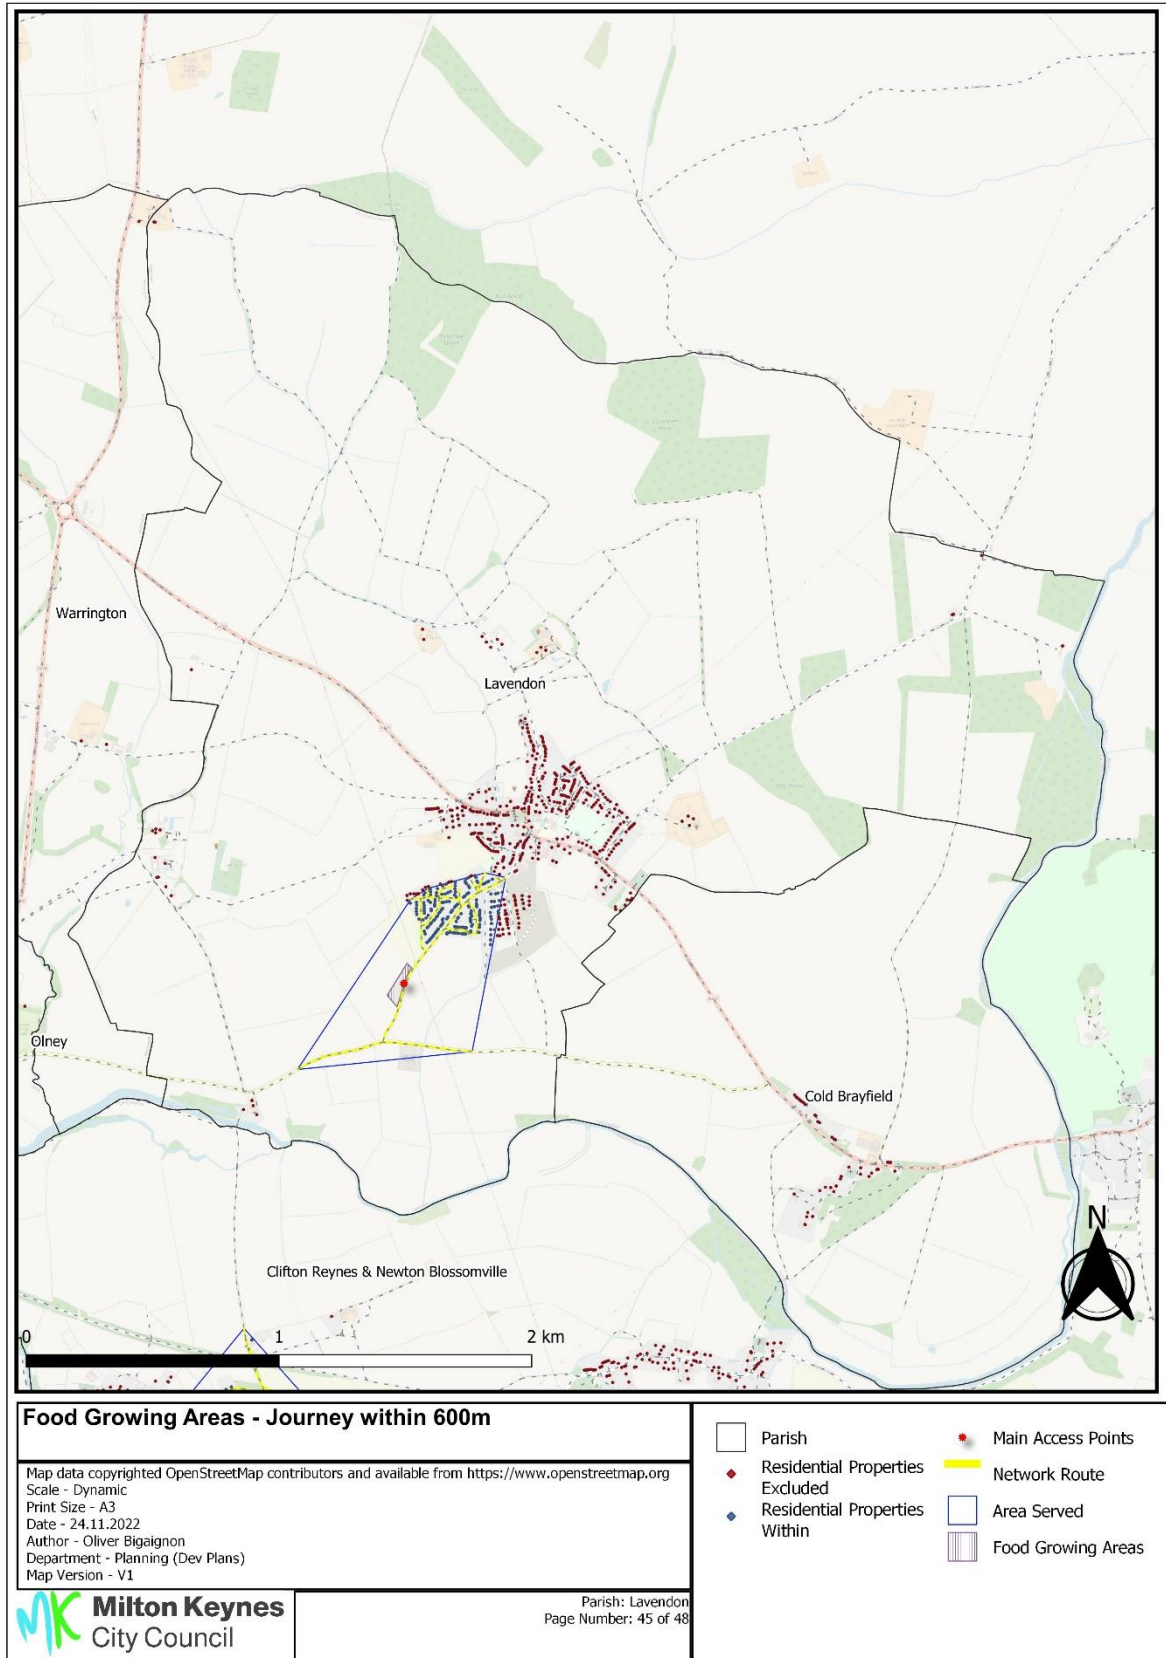 Warrington
Lavendon
Olney
Cold Brayfield
Clifton Reynes & Newton Blossomville
N
0 1 2 km
Food Growing Areas - Journey within 600m
Map data copyrighted OpenStreetMap contributors and available from https://www.openstreetmap.org
Scale - Dynamic
Print Size - A3
Date - 24.11.2022
Author - Oliver Bigaignon
Department - Planning (Dev Plans)
Map Version - V1
MK Milton Keynes
City Council
Parish: Lavendon
Page Number: 45 of 48
Parish
Residential Properties
Excluded
Residential Properties
Within
Main Access Points
Network Route
Area Served
Food Growing Areas